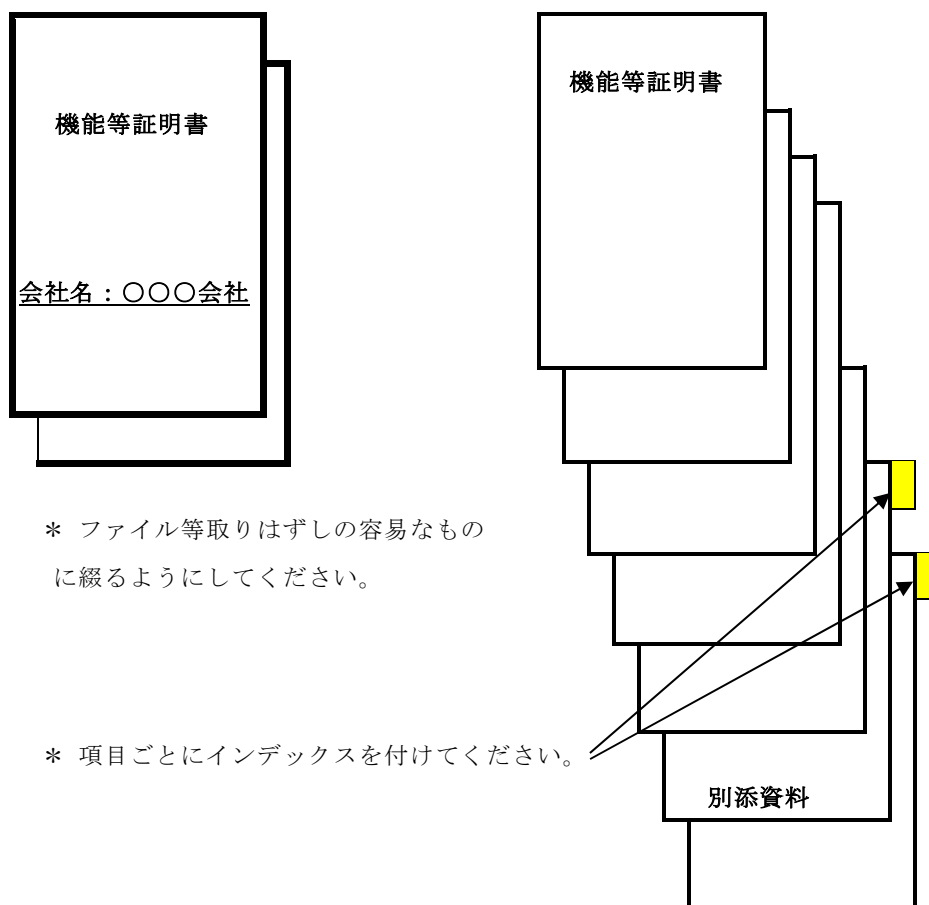 機能等証明書
会社名：〇〇〇会社
＊ ファイル等取りはずしの容易なもの
に綴るようにしてください。
＊ 項目ごとにインデックスを付けてください。
機能等証明書
別添資料